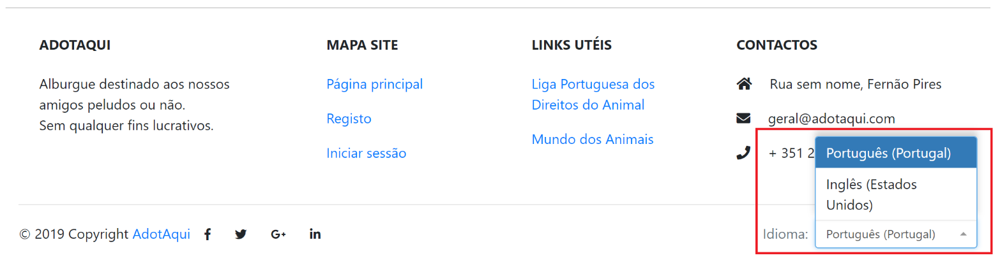 ADOTAQUI
Alburgue destinado aos nossos
amigos peludos ou não.
Sem qualquer fins lucrativos.
MAPA SITE
Página principal
Registo
Iniciar sessão
LINKS UTÉIS
Liga Portuguesa dos
Direitos do Animal
Mundo dos Animais
CONTACTOS
Rua sem nome, Fernão Pires
geral@adotaqui.com
+ 351 2
Português (Portugal)
Inglês (Estados
Unidos)
© 2019 Copyright AdotAqui
Idioma: Português (Portugal)